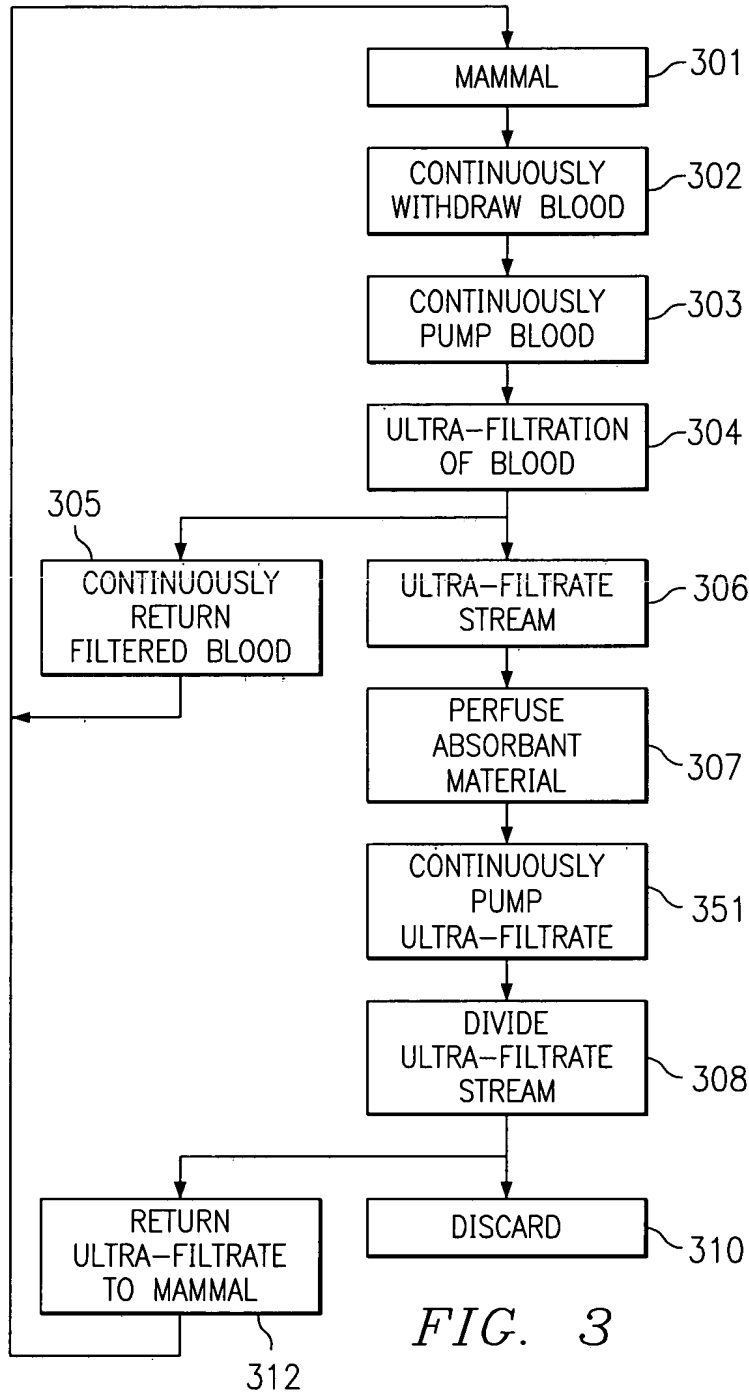 MAMMAL
301
CONTINUOUSLY
WITHDRAW BLOOD
302
CONTINUOUSLY
PUMP BLOOD
303
ULTRA-FILTRATION
OF BLOOD
304
305
CONTINUOUSLY
RETURN
FILTERED BLOOD
ULTRA-FILTRATE
STREAM
306
PERFUSE
ABSORBANT
MATERIAL
307
CONTINUOUSLY
PUMP
ULTRA-FILTRATE
351
DIVIDE
ULTRA-FILTRATE
STREAM
308
RETURN
ULTRA-FILTRATE
TO MAMMAL
312
DISCARD
310
FIG. 3